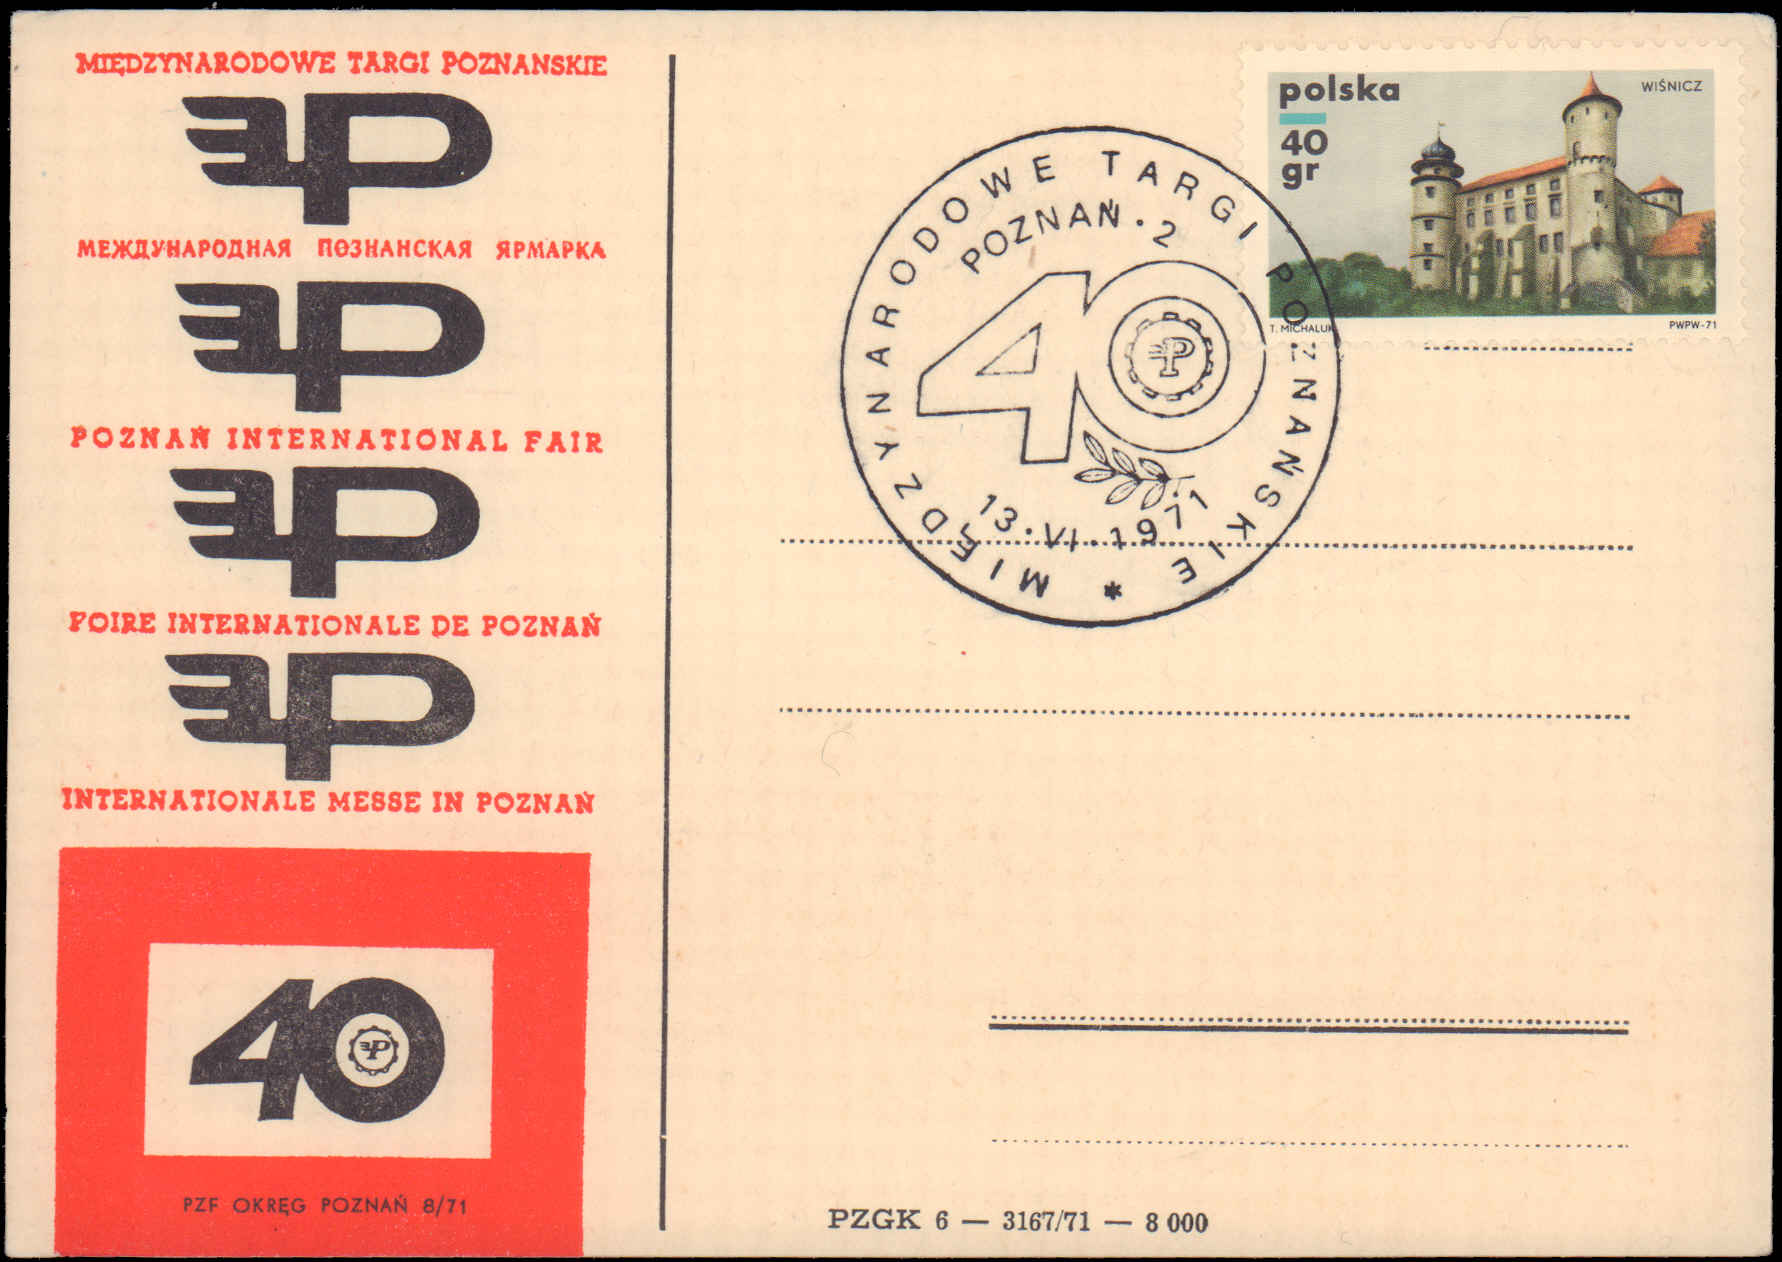 MIĘDZYNARODOWE TARGI POZNAŃSKIE
P
МЕЖДУНАРОДНАЯ ПОЗНАНСКАЯ ЯРМАРКА
P
POZNAŃ INTERNATIONAL FAIR
P
FOIRE INTERNATIONALE DE POZNAŃ
P
INTERNATIONALE MESSE IN POZNAŃ
40
P
PZF OKRĘG POZNAŃ 8/71
polska
40
gr
WIŚNICZ
T. MICHALUK
PWPW-71
MIĘDZYNARODOWE TARGI POZNAŃSKIE *
POZNAŃ · 2
40
P
13 · VI · 1971
PZGK 6 — 3167/71 — 8 000